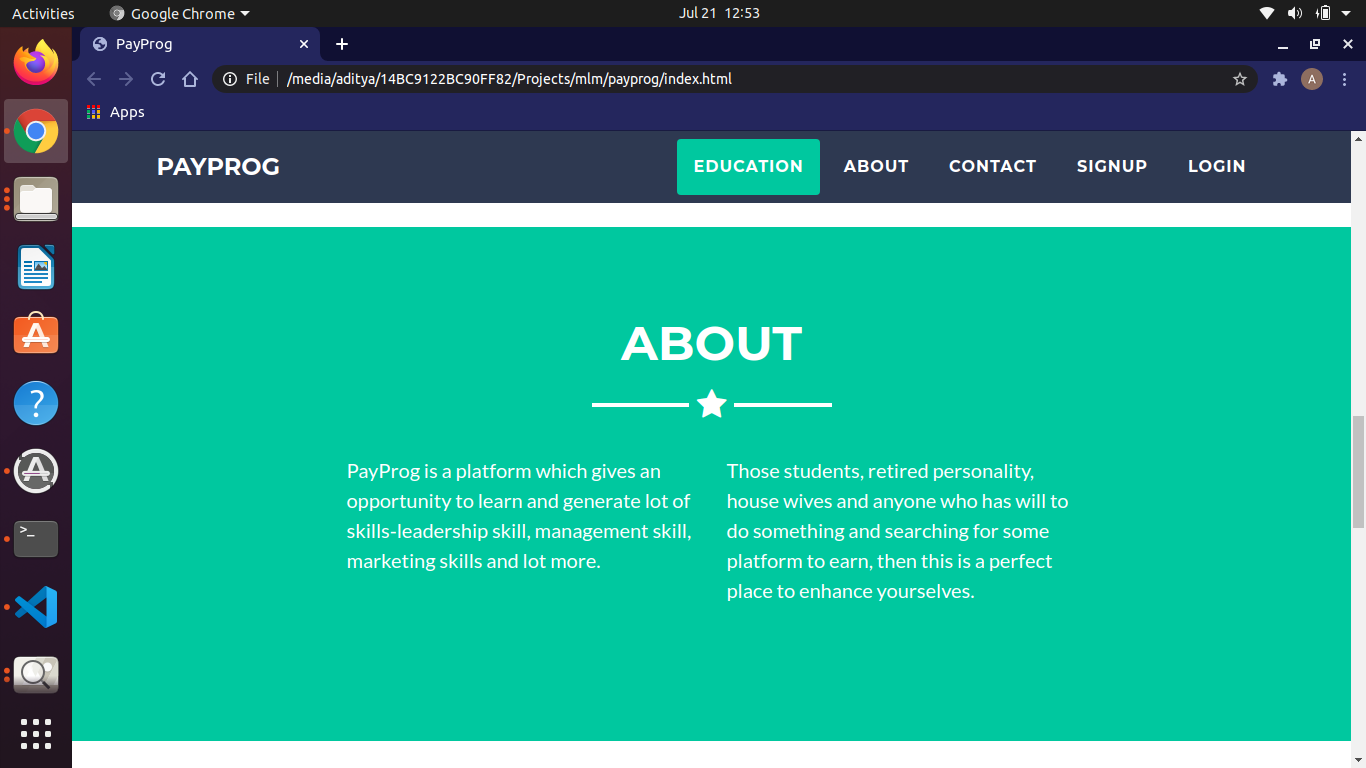 Activities
Google Chrome
Jul 21 12:53
PayProg
File
/media/aditya/14BC9122BC90FF82/Projects/mlm/payprog/index.html
A
Apps
PAYPROG
EDUCATION
ABOUT
CONTACT
SIGNUP
LOGIN
ABOUT
PayProg is a platform which gives an
opportunity to learn and generate lot of
skills-leadership skill, management skill,
marketing skills and lot more.
Those students, retired personality,
house wives and anyone who has will to
do something and searching for some
platform to earn, then this is a perfect
place to enhance yourselves.